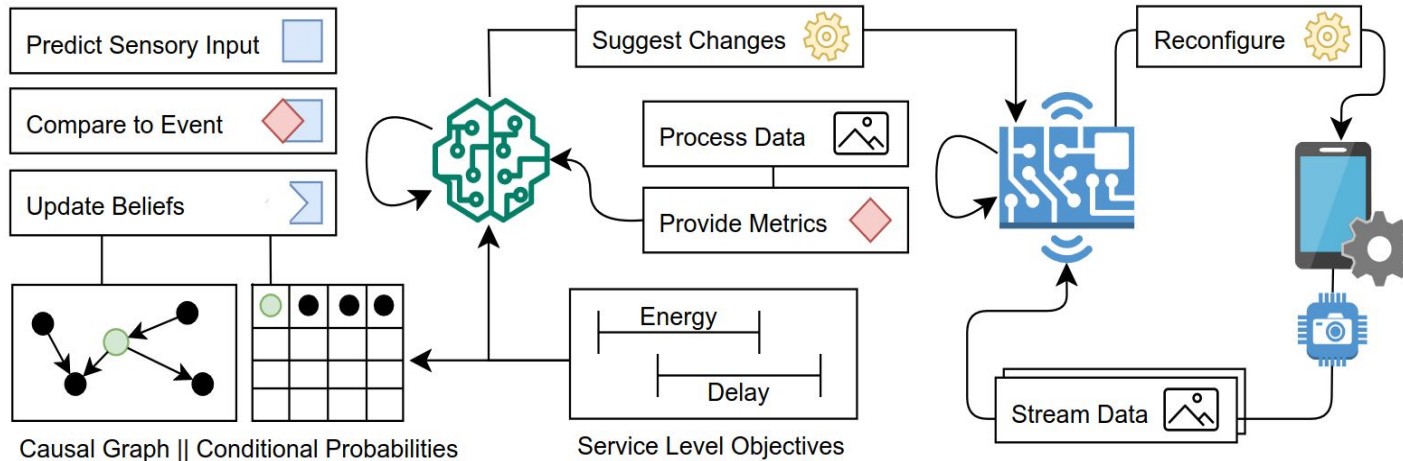 Predict Sensory Input
Compare to Event
Update Beliefs
Causal Graph || Conditional Probabilities
Suggest Changes
Process Data
Provide Metrics
Energy
Delay
Service Level Objectives
Reconfigure
Stream Data